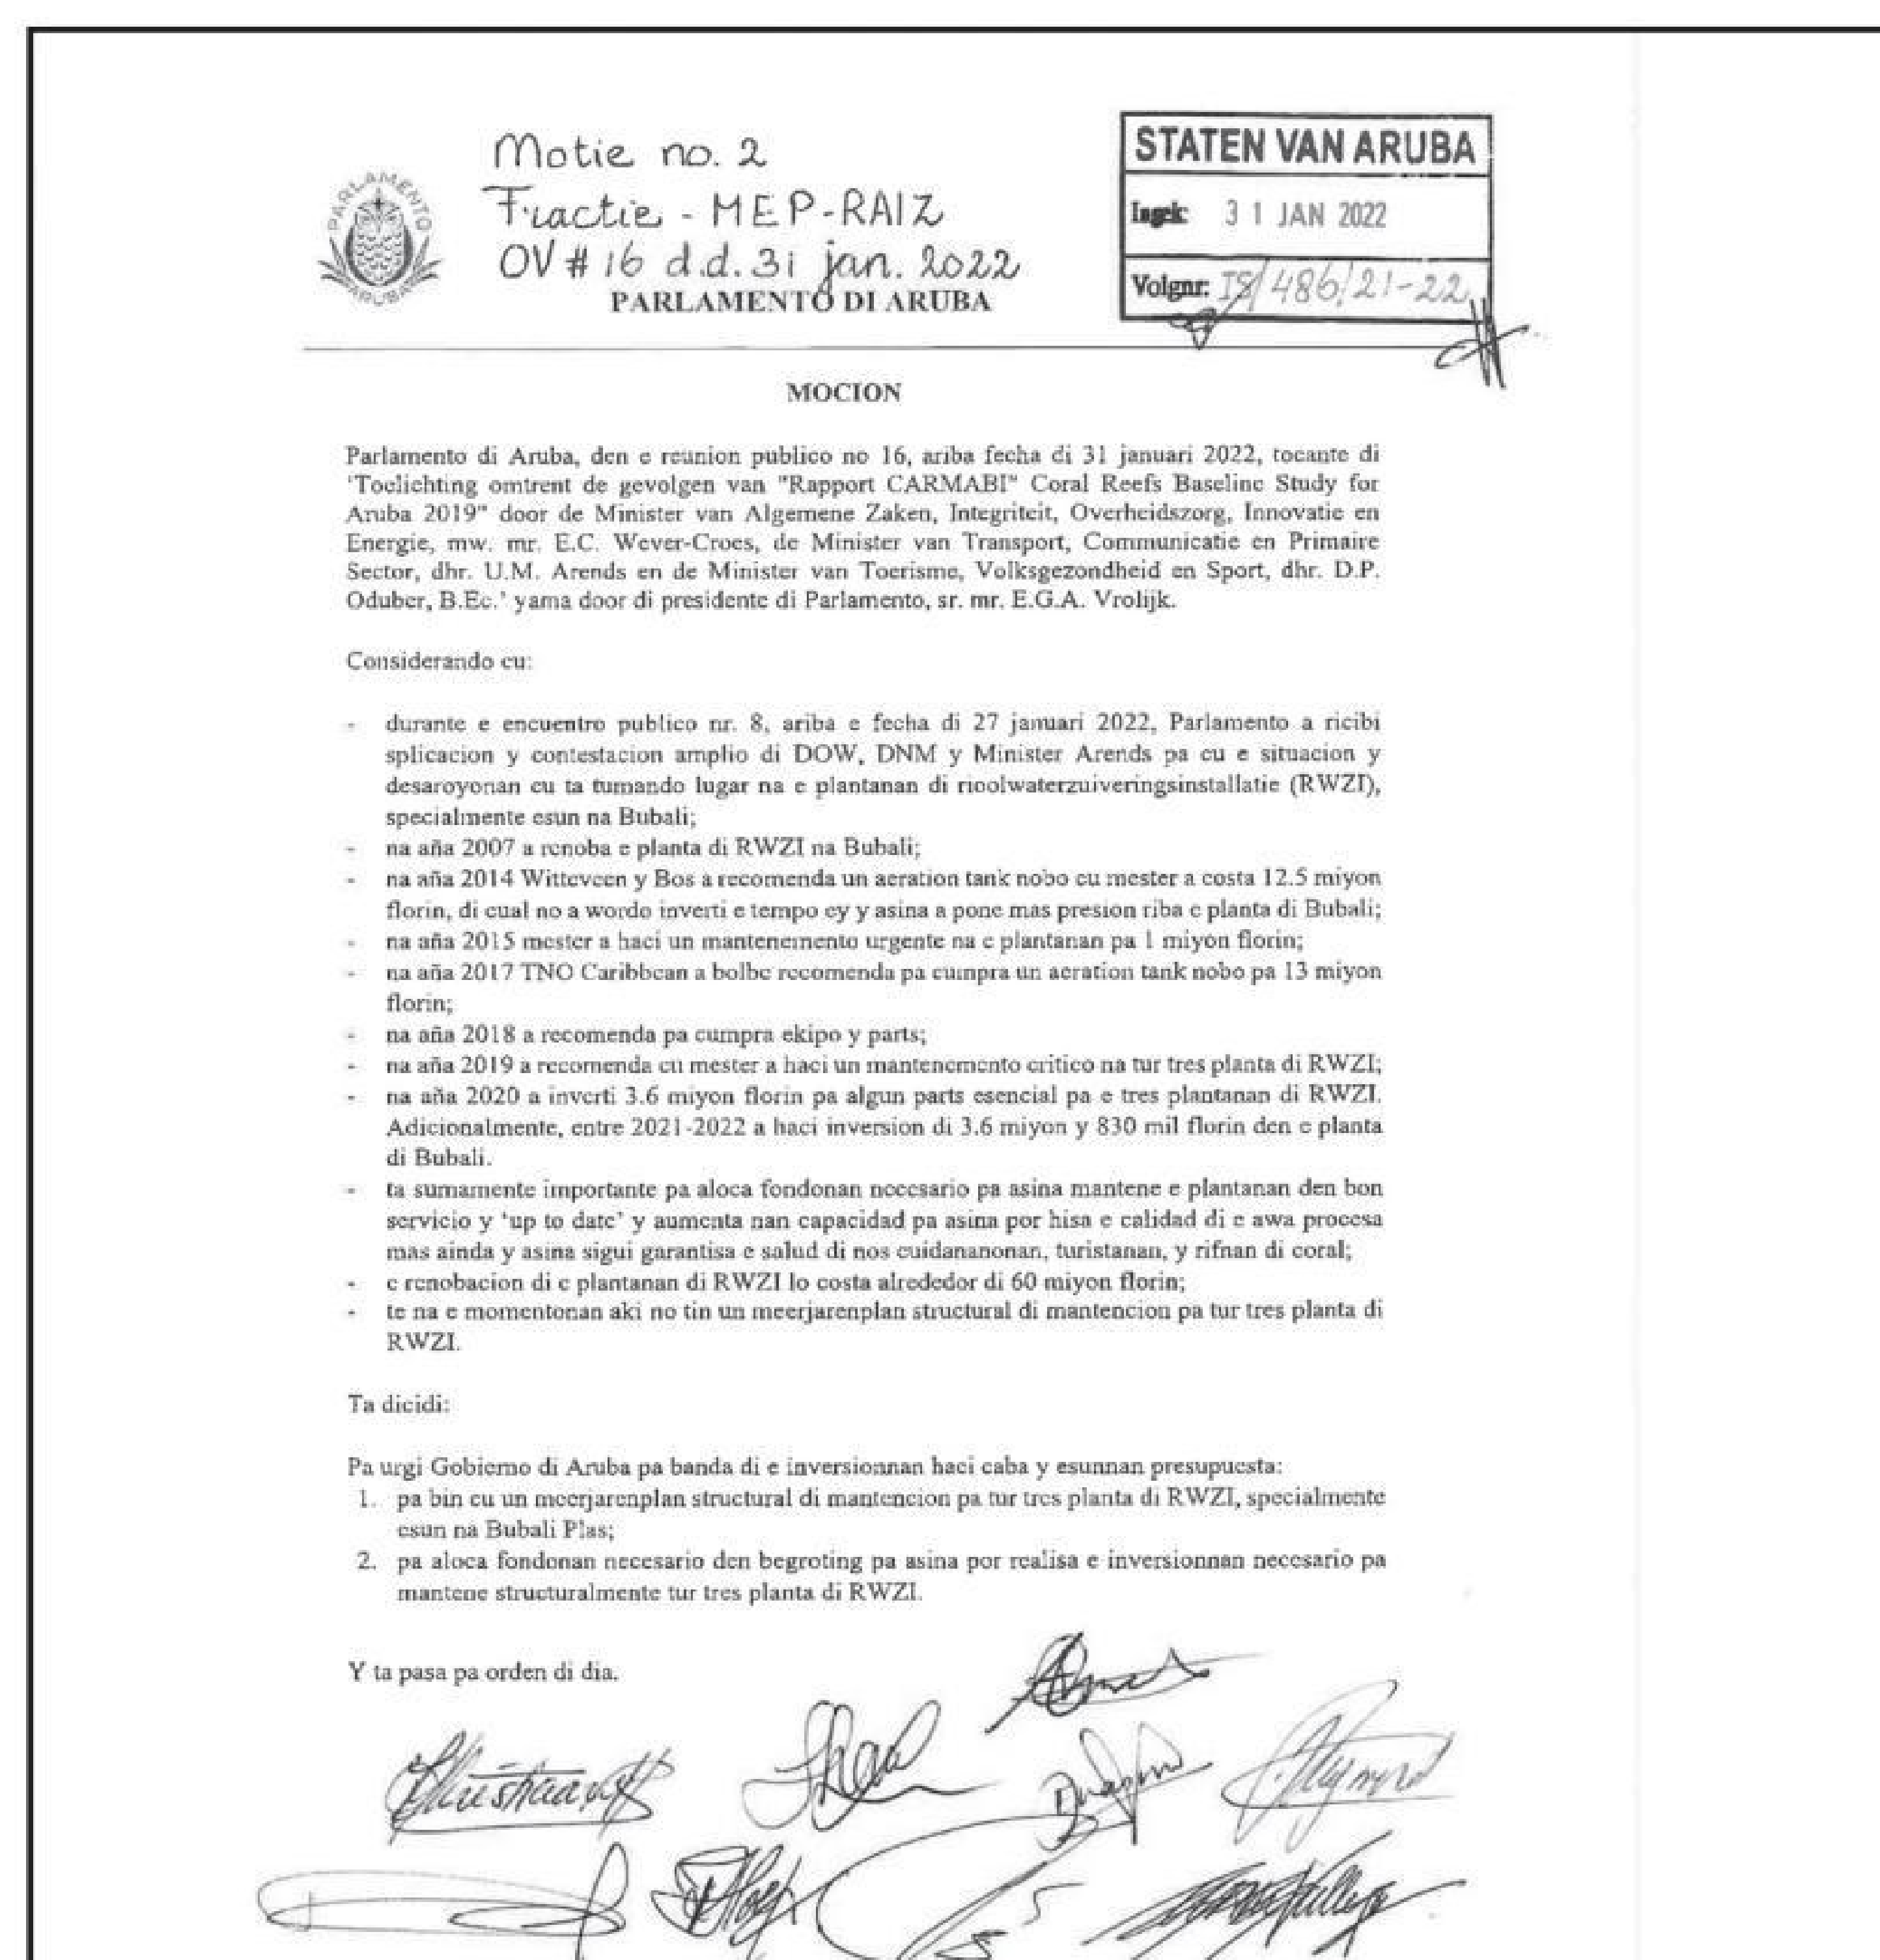 Motie no. 2
Fractie - MEP-RAIZ
OV # 16 d.d. 31 jan. 2022
PARLAMENTO ARUBA
PARLAMENTO DI ARUBA
STATEN VAN ARUBA
Ingek: 31 JAN 2022
Volgnr: IS/486/21-22
MOCION
Parlamento di Aruba, den e reunion publico no 16, ariba fecha di 31 januari 2022, tocante di
'Toelichting omtrent de gevolgen van "Rapport CARMABI" Coral Reefs Baseline Study for
Aruba 2019" door de Minister van Algemene Zaken, Integriteit, Overheidszorg, Innovatie en
Energie, mw. mr. E.C. Wever-Croes, de Minister van Transport, Communicatie en Primaire
Sector, dhr. U.M. Arends en de Minister van Toerisme, Volksgezondheid en Sport, dhr. D.P.
Oduber, B.Ec.' yama door di presidente di Parlamento, sr. mr. E.G.A. Vrolijk.
Considerando cu:
- durante e encuentro publico nr. 8, ariba e fecha di 27 januari 2022, Parlamento a ricibi
splicacion y contestacion amplio di DOW, DNM y Minister Arends pa cu e situacion y
desaroyonan cu ta tumando lugar na e plantanan di rioolwaterzuiveringsinstallatie (RWZI),
specialmente esun na Bubali;
- na aña 2007 a renoba e planta di RWZI na Bubali;
- na aña 2014 Witteveen y Bos a recomenda un aeration tank nobo cu mester a costa 12.5 miyon
florin, di cual no a wordo inverti e tempo ey y asina a pone mas presion riba e planta di Bubali;
- na aña 2015 mester a haci un mantenemento urgente na e plantanan pa 1 miyon florin;
- na aña 2017 TNO Caribbean a bolbe recomenda pa cumpra un aeration tank nobo pa 13 miyon
florin;
- na aña 2018 a recomenda pa cumpra ekipo y parts;
- na aña 2019 a recomenda cu mester a haci un mantenemento critico na tur tres planta di RWZI;
- na aña 2020 a inverti 3.6 miyon florin pa algun parts esencial pa e tres plantanan di RWZI.
Adicionalmente, entre 2021-2022 a haci inversion di 3.6 miyon y 830 mil florin den e planta
di Bubali.
- ta sumamente importante pa aloca fondonan necesario pa asina mantene e plantanan den bon
servicio y 'up to date' y aumenta nan capacidad pa asina por hisa e calidad di e awa procesa
mas ainda y asina sigui garantisa e salud di nos cuidananonan, turistanan, y rifnan di coral;
- e renobacion di e plantanan di RWZI lo costa alrededor di 60 miyon florin;
- te na e momentonan aki no tin un meerjarenplan structural di mantencion pa tur tres planta di
RWZI.
Ta dicidi:
Pa urgi Gobierno di Aruba pa banda di e inversionnan haci caba y esunnan presupuesta:
1. pa bin cu un meerjarenplan structural di mantencion pa tur tres planta di RWZI, specialmente
esun na Bubali Plas;
2. pa aloca fondonan necesario den begroting pa asina por realisa e inversionnan necesario pa
mantene structuralmente tur tres planta di RWZI.
Y ta pasa pa orden di dia.